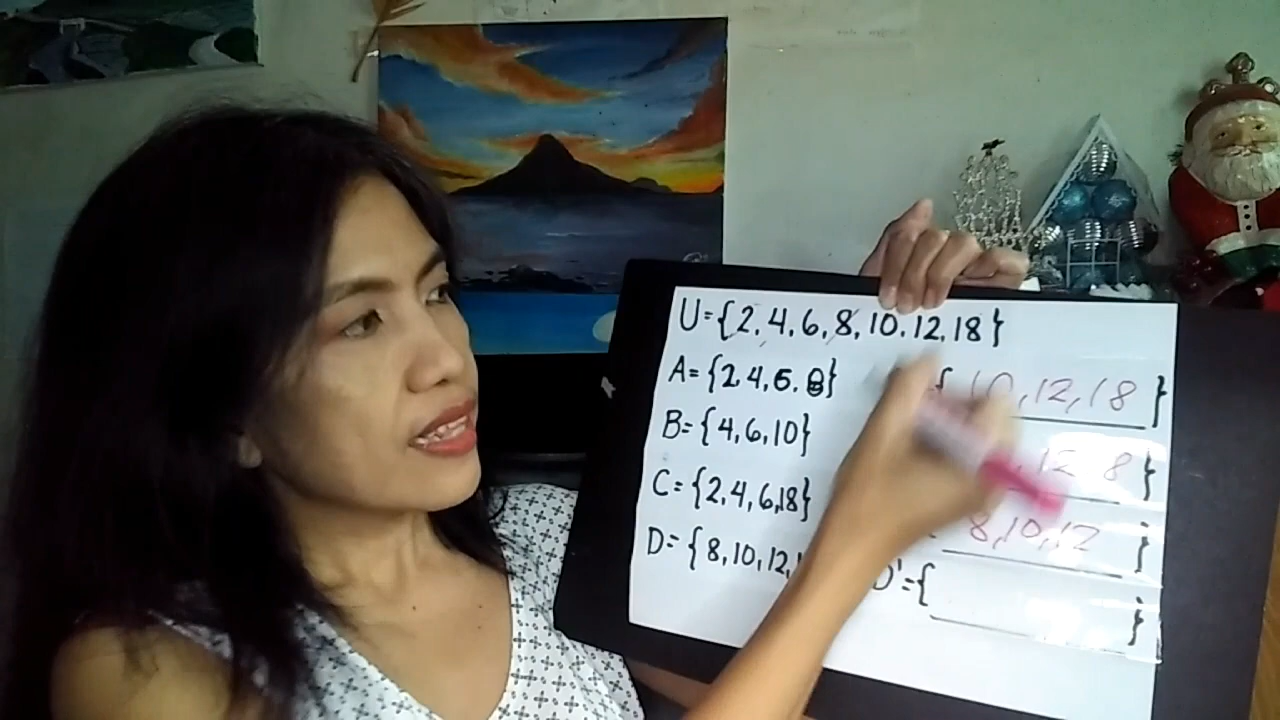 U={2,4,6,8,10,12,18}
A={2,4,6,8} { 10,12,18 }
B={4,6,10} 12 8 }
C={2,4,6,18} 8,10,12 }
D={8,10,12, D'={ }